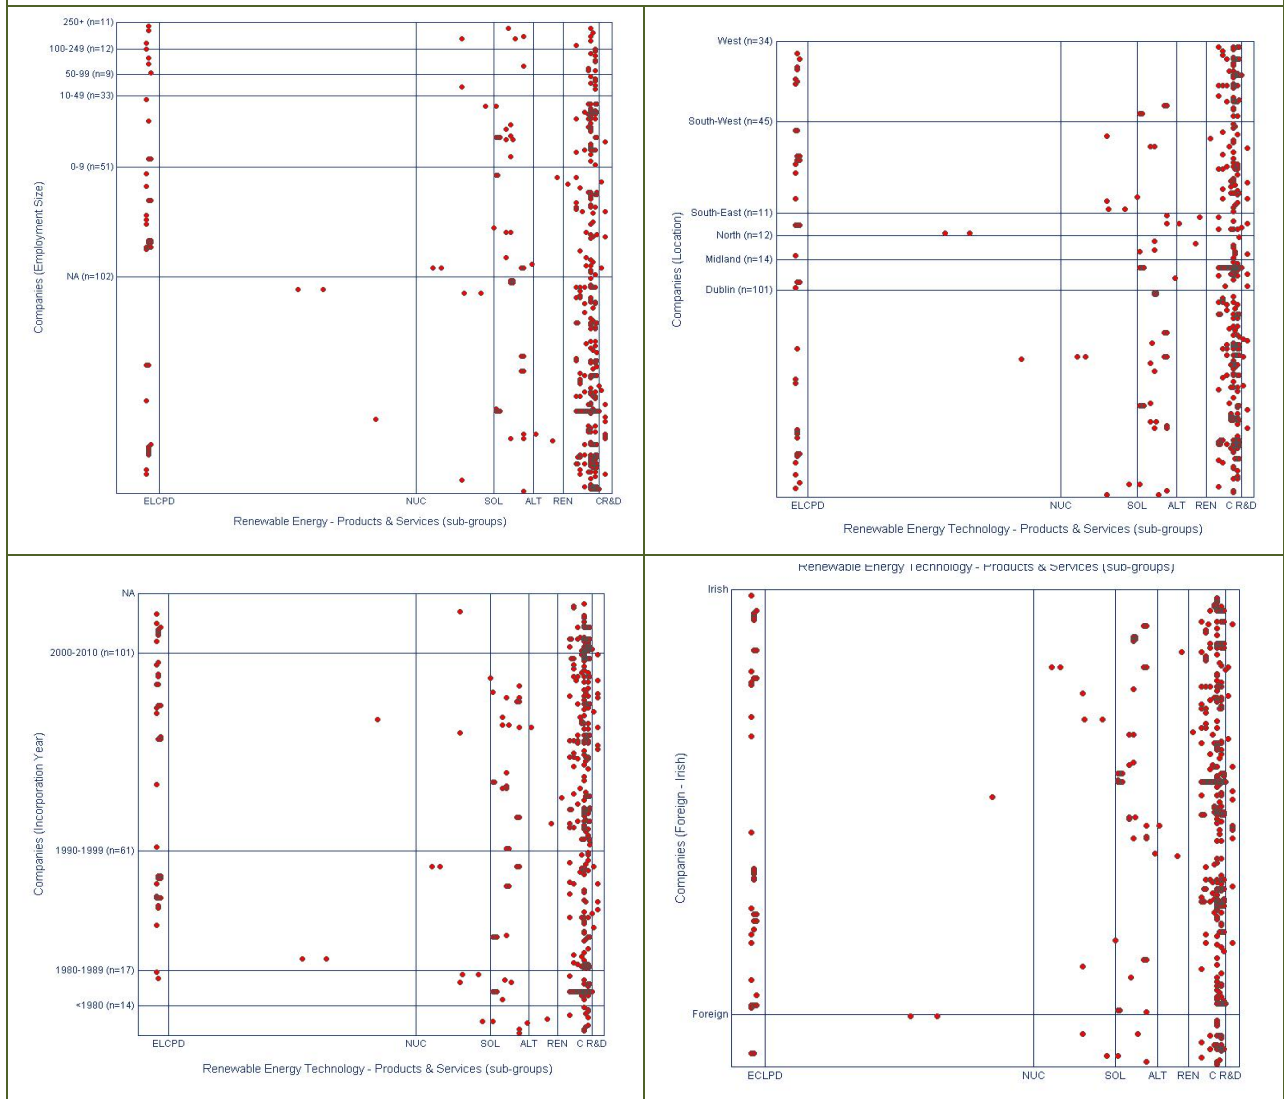 250+ (n=11)
100-249 (n=12)
50-99 (n=9)
10-49 (n=33)
0-9 (n=51)
NA (n=102)
Companies (Employment Size)
ELCPD NUC SOL ALT REN CR&D
Renewable Energy - Products & Services (sub-groups)
West (n=34)
South-West (n=45)
South-East (n=11)
North (n=12)
Midland (n=14)
Dublin (n=101)
Companies (Location)
ELCPD NUC SOL ALT REN C R&D
Renewable Energy Technology - Products & Services (sub-groups)
NA
2000-2010 (n=101)
1990-1999 (n=61)
1980-1989 (n=17)
<1980 (n=14)
Companies (Incorporation Year)
ELCPD NUC SOL ALT REN C R&D
Renewable Energy Technology - Products & Services (sub-groups)
Renewable Energy Technology - Products & Services (sub-groups)
Irish
Foreign
Companies (Foreign - Irish)
ECLPD NUC SOL ALT REN C R&D